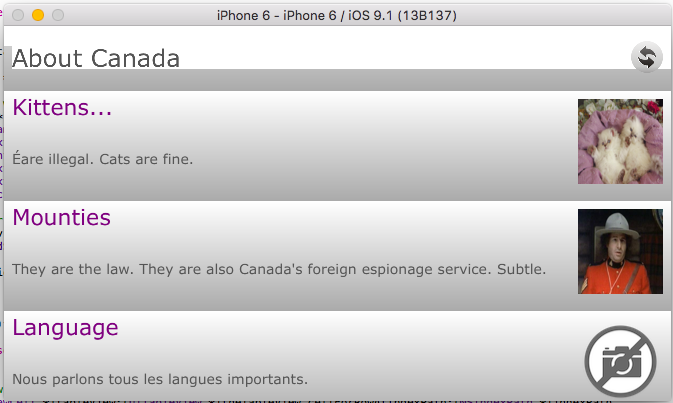 iPhone 6 - iPhone 6 / iOS 9.1 (13B137)
About Canada
Kittens...
Éare illegal. Cats are fine.
Mounties
They are the law. They are also Canada's foreign espionage service. Subtle.
Language
Nous parlons tous les langues importants.